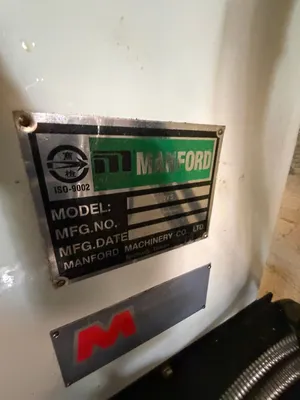 MANFORD
ISO-9002
MODEL:
MFG.NO.
MFG.DATE
MANFORD MACHINERY CO. LTD.
M